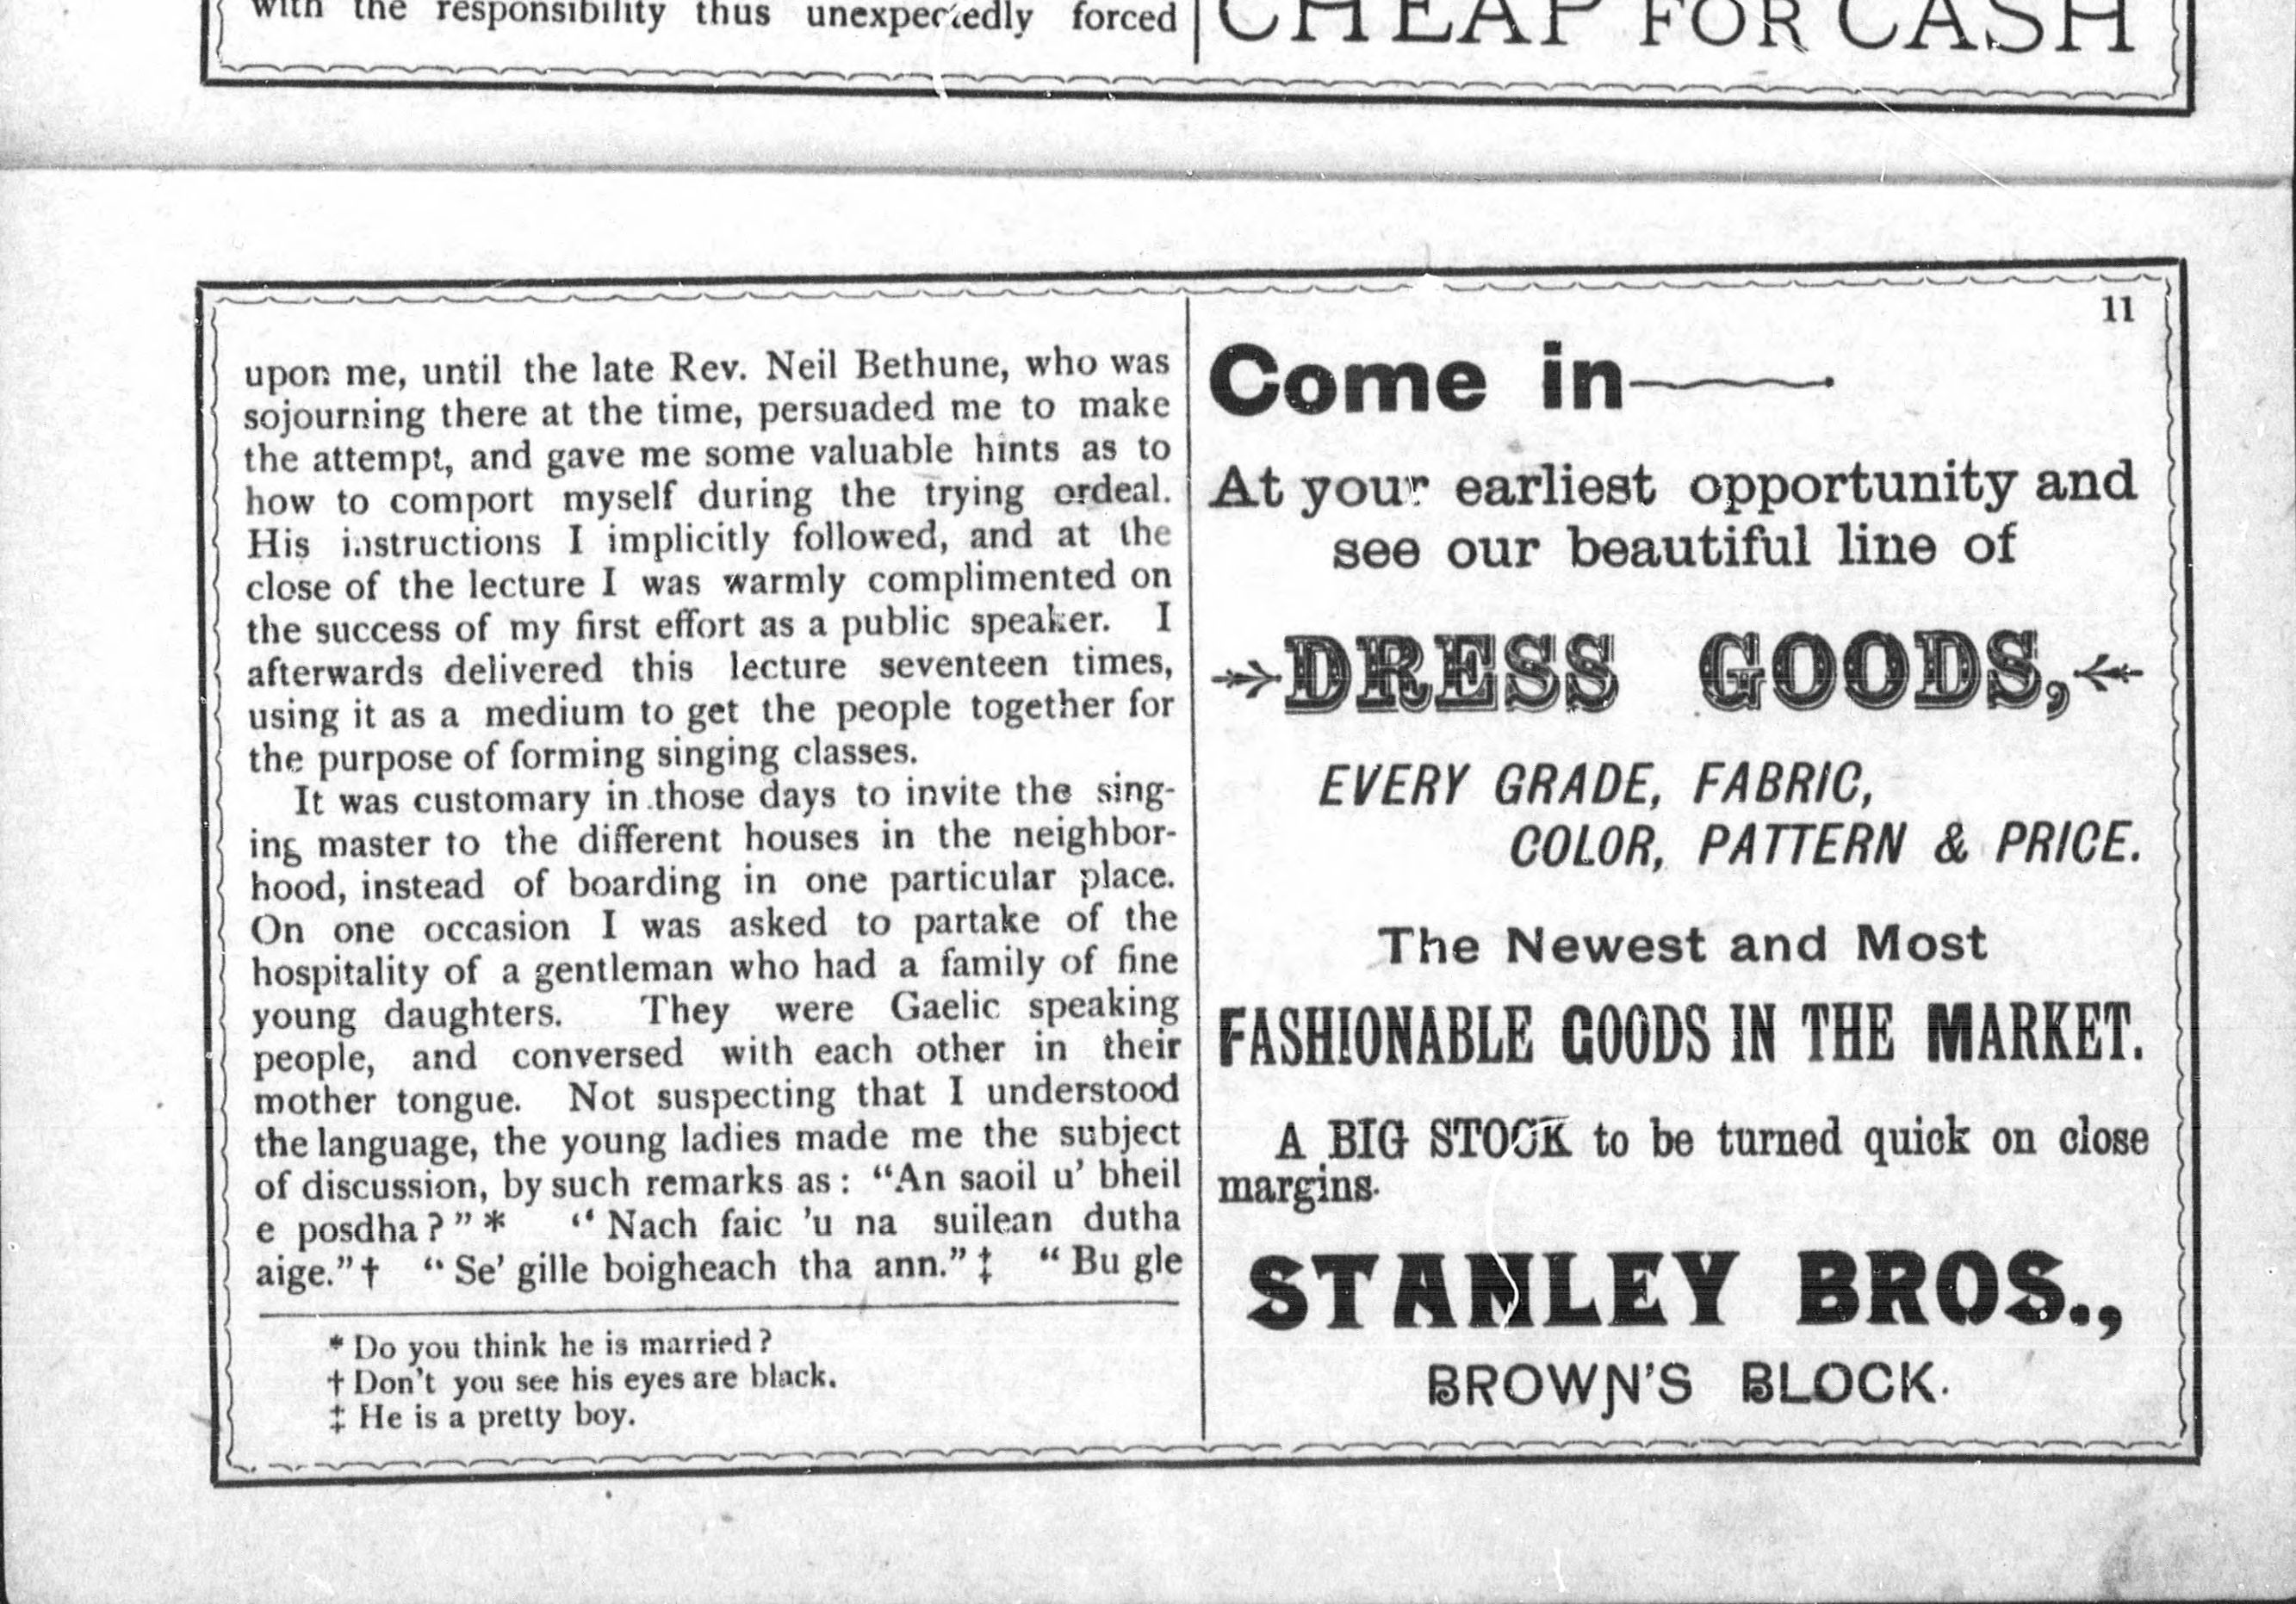 with the responsibility thus unexpectedly forced
CHEAP FOR CASH
11
upon me, until the late Rev. Neil Bethune, who was
sojourning there at the time, persuaded me to make
the attempt, and gave me some valuable hints as to
how to comport myself during the trying ordeal.
His instructions I implicitly followed, and at the
close of the lecture I was warmly complimented on
the success of my first effort as a public speaker. I
afterwards delivered this lecture seventeen times,
using it as a medium to get the people together for
the purpose of forming singing classes.
It was customary in those days to invite the sing-
ing master to the different houses in the neighbor-
hood, instead of boarding in one particular place.
On one occasion I was asked to partake of the
hospitality of a gentleman who had a family of fine
young daughters. They were Gaelic speaking
people, and conversed with each other in their
mother tongue. Not suspecting that I understood
the language, the young ladies made me the subject
of discussion, by such remarks as: "An saoil u' bheil
e posdha?"* "Nach faic 'u na suilean dutha
aige."† "Se' gille boigheach tha ann."‡ "Bu gle
* Do you think he is married?
† Don't you see his eyes are black.
‡ He is a pretty boy.
Come in
At your earliest opportunity and
see our beautiful line of
DRESS GOODS,
EVERY GRADE, FABRIC,
COLOR, PATTERN & PRICE.
The Newest and Most
FASHIONABLE GOODS IN THE MARKET.
A BIG STOCK to be turned quick on close
margins.
STANLEY BROS.,
BROWN'S BLOCK.